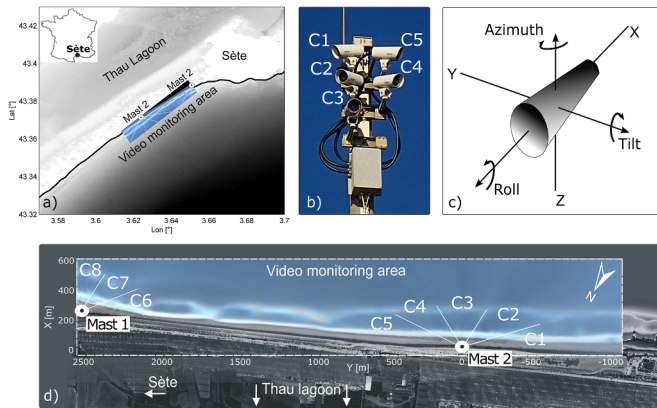 43.43
43.42
43.4
43.38
43.36
43.34
43.32
Lat [°]
Sète
Thau Lagoon
Sète
Mast 2
Mast 2
Video monitoring area
a)
3.58
3.6
3.62
3.64
3.66
3.68
3.7
Lon [°]
C1
C5
C2
C4
C3
b)
Azimuth
X
Y
Tilt
Roll
Z
c)
600
400
200
0
X [m]
Video monitoring area
C8
C7
C6
C4
C3
C5
C2
C1
N
Mast 1
Mast 2
2500
2000
1500
1000
500
0
-500
-1000
Y [m]
Sète
Thau lagoon
d)